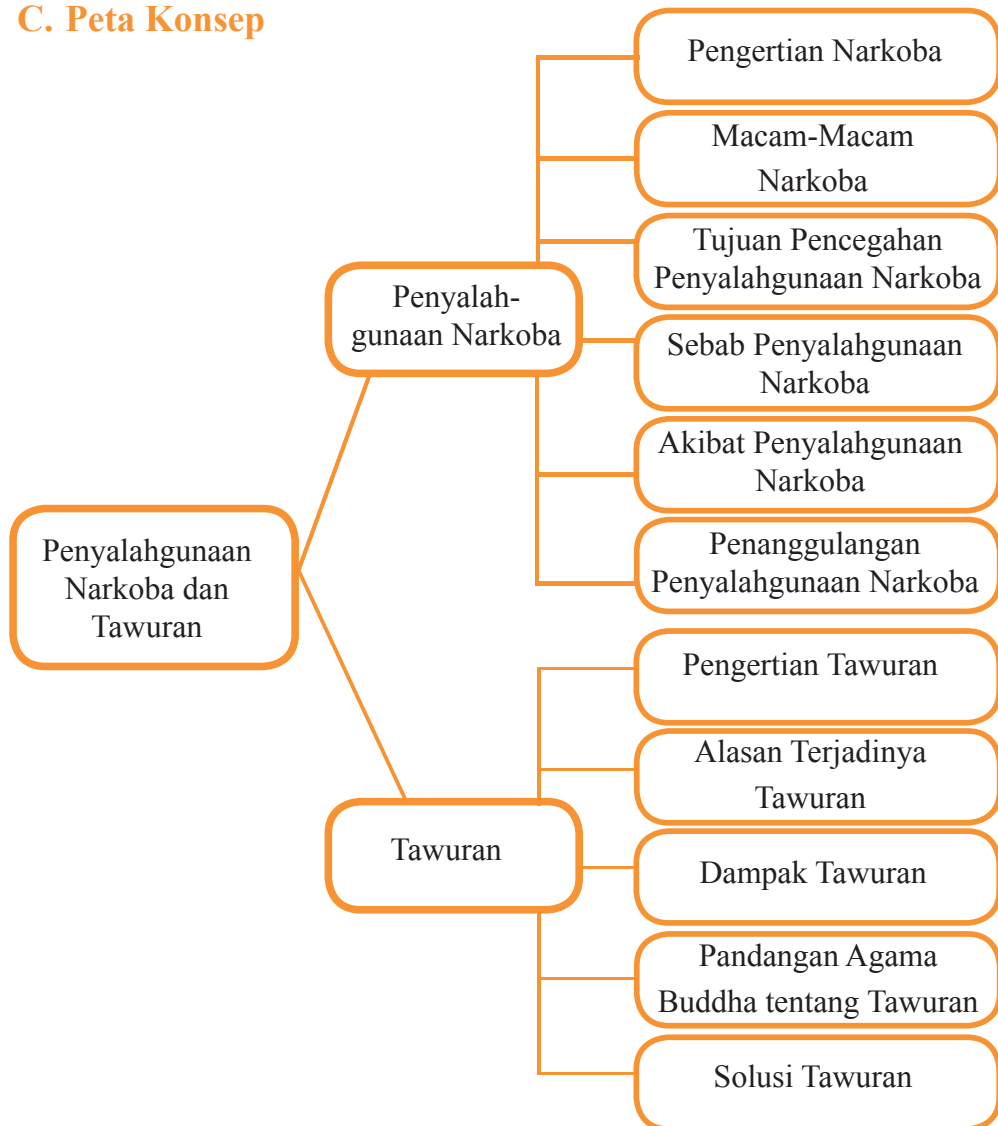 C. Peta Konsep
Penyalahgunaan
Narkoba dan
Tawuran
Penyalah-
gunaan Narkoba
Pengertian Narkoba
Macam-Macam
Narkoba
Tujuan Pencegahan
Penyalahgunaan Narkoba
Sebab Penyalahgunaan
Narkoba
Akibat Penyalahgunaan
Narkoba
Penanggulangan
Penyalahgunaan Narkoba
Tawuran
Pengertian Tawuran
Alasan Terjadinya
Tawuran
Dampak Tawuran
Pandangan Agama
Buddha tentang Tawuran
Solusi Tawuran